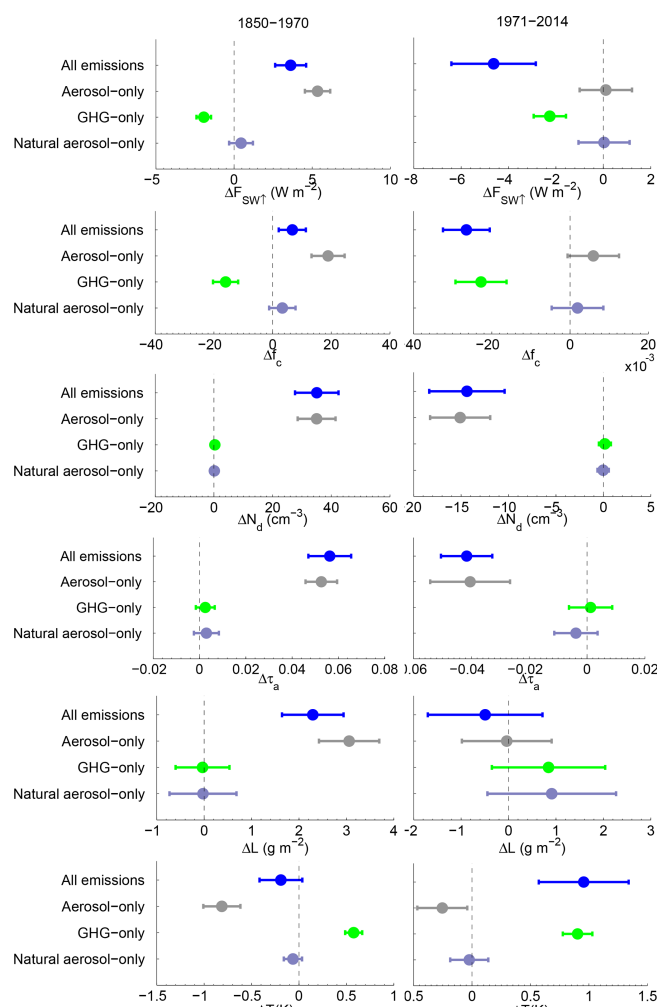 1850−1970 1971−2014
All emissions
Aerosol−only
GHG−only
Natural aerosol−only
−5 0 5 10 −8 −6 −4 −2 0 2
ΔF_SW↑ (W m⁻²) ΔF_SW↑ (W m⁻²)
All emissions
Aerosol−only
GHG−only
Natural aerosol−only
−40 −20 0 20 40 −40 −20 0 20
Δf_c Δf_c x10⁻³
All emissions
Aerosol−only
GHG−only
Natural aerosol−only
−20 0 20 40 60 −20 −15 −10 −5 0 5
ΔN_d (cm⁻³) ΔN_d (cm⁻³)
All emissions
Aerosol−only
GHG−only
Natural aerosol−only
−0.02 0 0.02 0.04 0.06 0.08 0.06 −0.04 −0.02 0 0.02
Δτ_a Δτ_a
All emissions
Aerosol−only
GHG−only
Natural aerosol−only
−1 0 1 2 3 4 −2 −1 0 1 2 3
ΔL (g m⁻²) ΔL (g m⁻²)
All emissions
Aerosol−only
GHG−only
Natural aerosol−only
−1.5 −1 −0.5 0 0.5 1 0.5 0 0.5 1 1.5